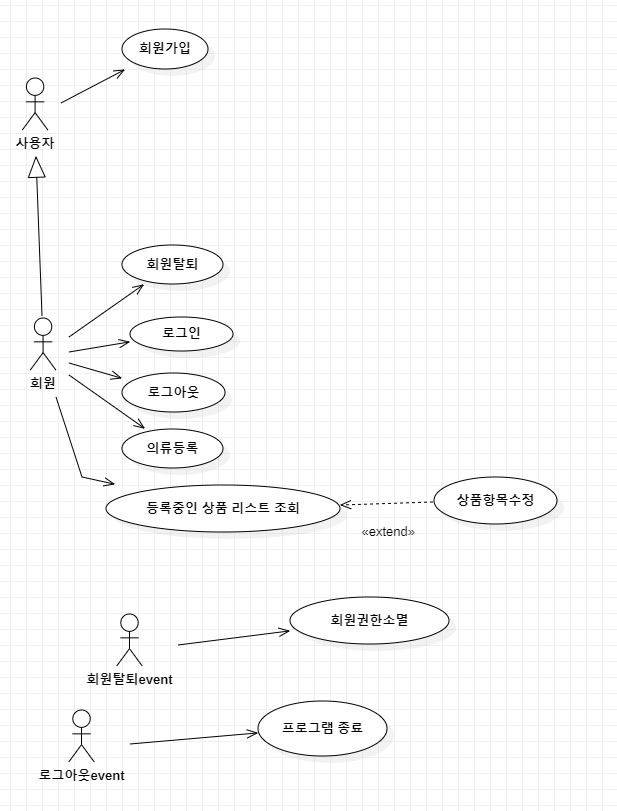 회원가입
사용자
회원탈퇴
로그인
회원
로그아웃
의류등록
등록중인 상품 리스트 조회
상품항목수정
«extend»
회원권한소멸
회원탈퇴event
프로그램 종료
로그아웃event